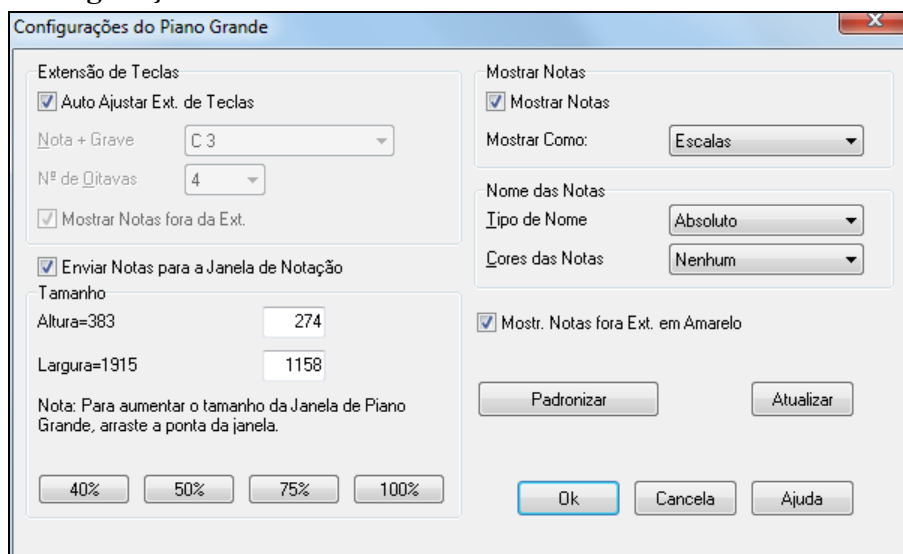 Configurações do Piano Grande
Extensão de Teclas
Auto Ajustar Ext. de Teclas
Nota + Grave C 3
Nº de Oitavas 4
Mostrar Notas fora da Ext.
Enviar Notas para a Janela de Notação
Tamanho
Altura=383 274
Largura=1915 1158
Nota: Para aumentar o tamanho da Janela de Piano
Grande, arraste a ponta da janela.
40% 50% 75% 100%
Mostrar Notas
Mostrar Notas
Mostrar Como: Escalas
Nome das Notas
Tipo de Nome Absoluto
Cores das Notas Nenhum
Mostr. Notas fora Ext. em Amarelo
Padronizar Atualizar
Ok Cancela Ajuda